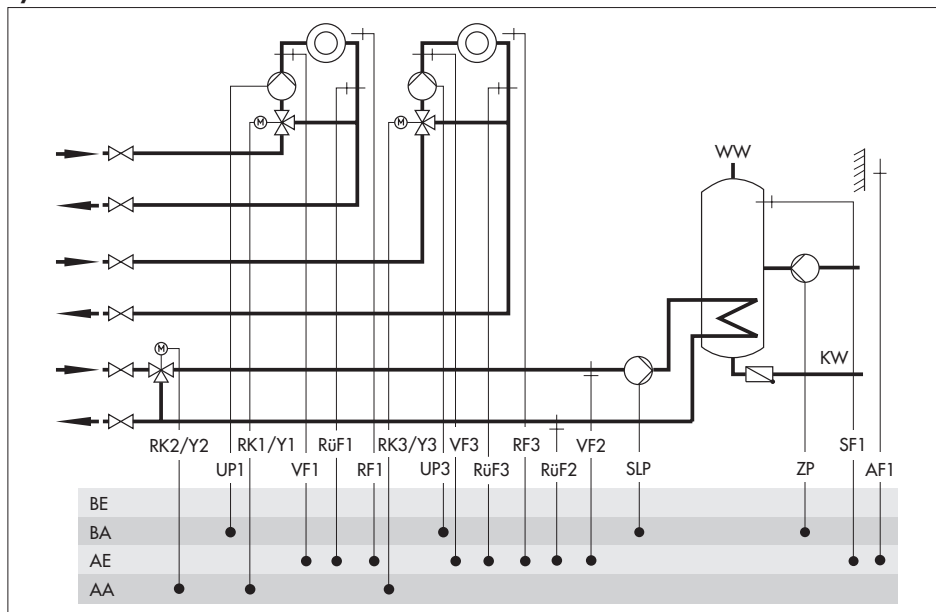 WW
KW
RK2/Y2 RK1/Y1 RüF1 RK3/Y3 VF3 RF3 VF2 SF1
UP1 VF1 RF1 UP3 RüF3 RüF2 SLP ZP AF1
BE
BA
AE
AA
M
M
M